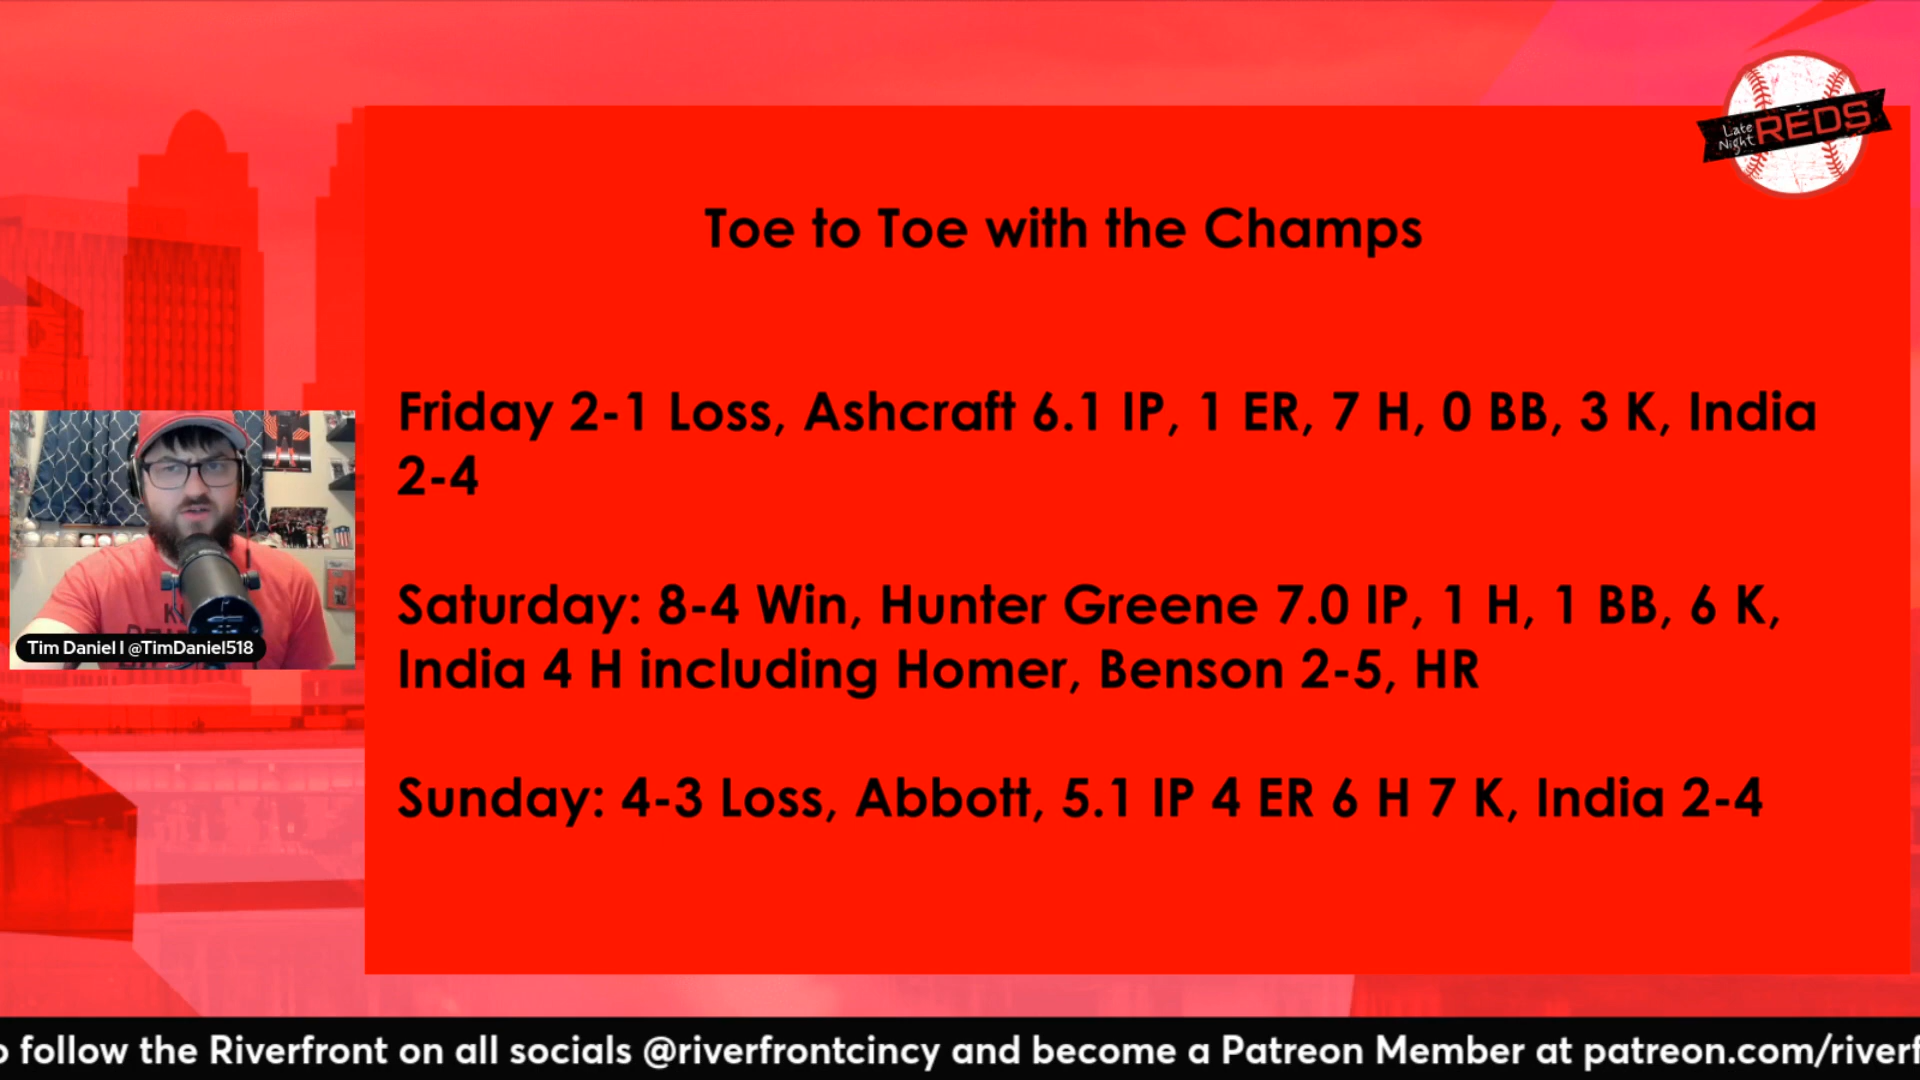 Late
Night
REDS
Toe to Toe with the Champs
Friday 2-1 Loss, Ashcraft 6.1 IP, 1 ER, 7 H, 0 BB, 3 K, India
2-4
Saturday: 8-4 Win, Hunter Greene 7.0 IP, 1 H, 1 BB, 6 K,
India 4 H including Homer, Benson 2-5, HR
Sunday: 4-3 Loss, Abbott, 5.1 IP 4 ER 6 H 7 K, India 2-4
Tim Daniel I @TimDaniel518
o follow the Riverfront on all socials @riverfrontcincy and become a Patreon Member at patreon.com/riverf